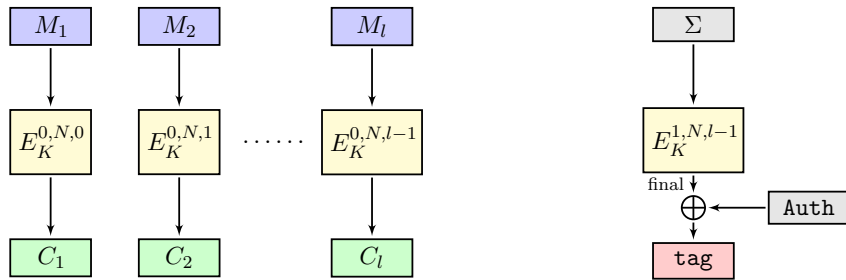 M_1 M_2 M_l Σ
E_K^{0,N,0} E_K^{0,N,1} ...... E_K^{0,N,l−1} E_K^{1,N,l−1}
final
Auth
C_1 C_2 C_l tag